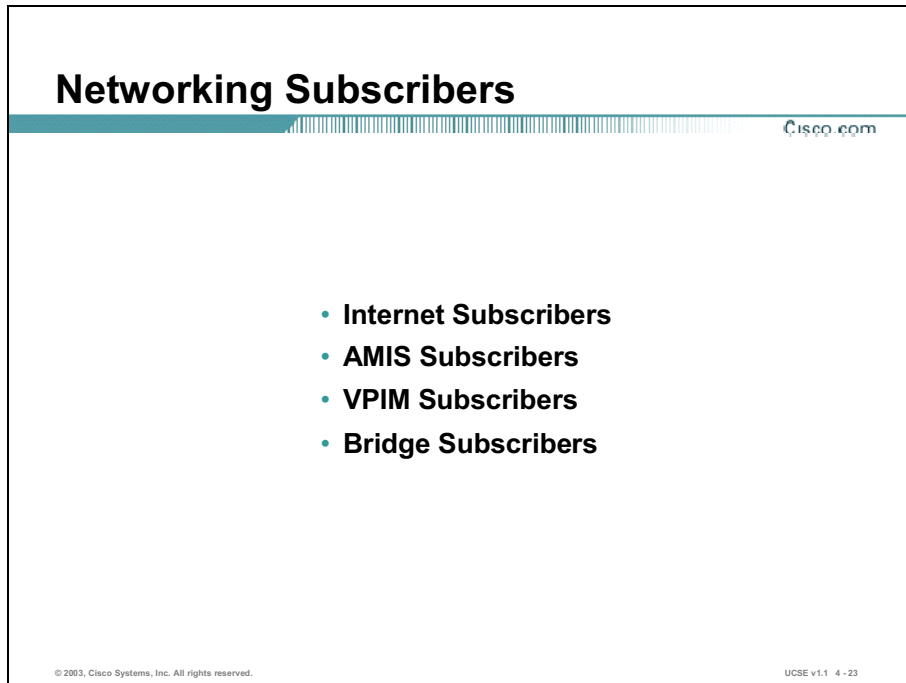 Networking Subscribers
Cisco.com
• Internet Subscribers
• AMIS Subscribers
• VPIM Subscribers
• Bridge Subscribers
© 2003, Cisco Systems, Inc. All rights reserved.
UCSE v1.1 4 - 23